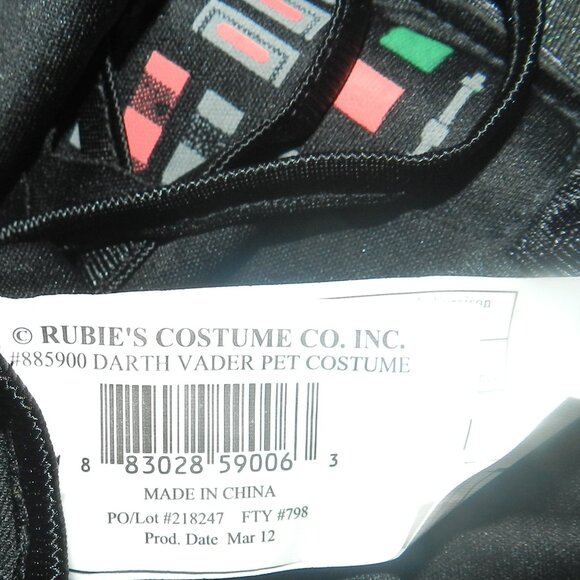 © RUBIE'S COSTUME CO. INC.
#885900 DARTH VADER PET COSTUME
8 83028 59006 3
MADE IN CHINA
PO/Lot #218247 FTY #798
Prod. Date Mar 12